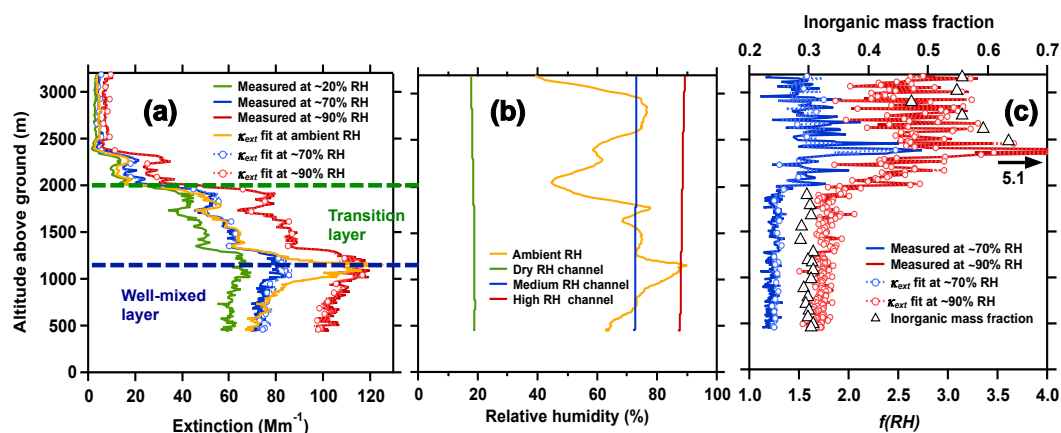 Inorganic mass fraction
0.2 0.3 0.4 0.5 0.6 0.7
Altitude above ground (m)
3000
2500
2000
1500
1000
500
0
(a)
Measured at ~20% RH
Measured at ~70% RH
Measured at ~90% RH
κext fit at ambient RH
κext fit at ~70% RH
κext fit at ~90% RH
Transition
layer
Well-mixed
layer
0 20 40 60 80 100 120
Extinction (Mm⁻¹)
(b)
Ambient RH
Dry RH channel
Medium RH channel
High RH channel
0 20 40 60 80 100
Relative humidity (%)
(c)
5.1
Measured at ~70% RH
Measured at ~90% RH
κext fit at ~70% RH
κext fit at ~90% RH
Inorganic mass fraction
1.0 1.5 2.0 2.5 3.0 3.5 4.0
f(RH)